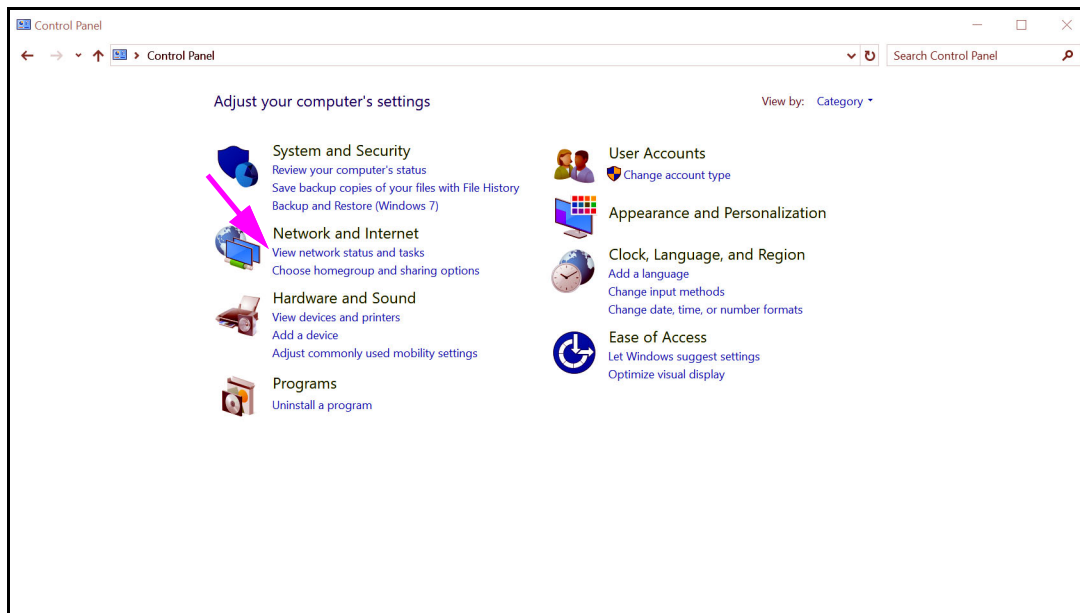 Control Panel
Control Panel
Search Control Panel
Adjust your computer's settings
View by: Category
System and Security
Review your computer's status
Save backup copies of your files with File History
Backup and Restore (Windows 7)
Network and Internet
View network status and tasks
Choose homegroup and sharing options
Hardware and Sound
View devices and printers
Add a device
Adjust commonly used mobility settings
Programs
Uninstall a program
User Accounts
Change account type
Appearance and Personalization
Clock, Language, and Region
Add a language
Change input methods
Change date, time, or number formats
Ease of Access
Let Windows suggest settings
Optimize visual display